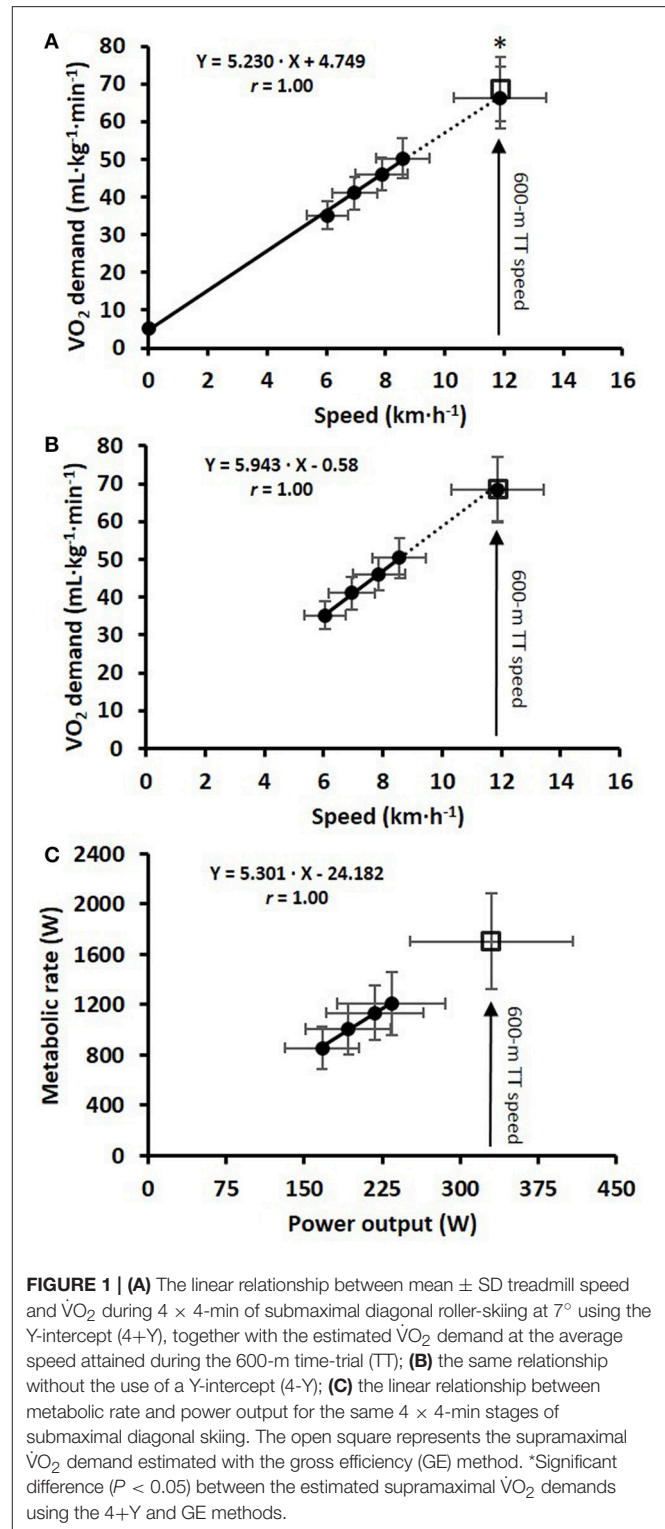 A
*
80
70
60
50
40
30
20
10
0
VO₂ demand (mL·kg⁻¹·min⁻¹)
Y = 5.230 · X + 4.749
r = 1.00
600-m TT speed
0 2 4 6 8 10 12 14 16
Speed (km·h⁻¹)
B
80
70
60
50
40
30
20
10
0
VO₂ demand (mL·kg⁻¹·min⁻¹)
Y = 5.943 · X - 0.58
r = 1.00
600-m TT speed
0 2 4 6 8 10 12 14 16
Speed (km·h⁻¹)
C
2400
2000
1600
1200
800
400
0
Metabolic rate (W)
Y = 5.301 · X - 24.182
r = 1.00
600-m TT speed
0 75 150 225 300 375 450
Power output (W)
FIGURE 1 | (A) The linear relationship between mean ± SD treadmill speed
and V̇O₂ during 4 × 4-min of submaximal diagonal roller-skiing at 7° using the
Y-intercept (4+Y), together with the estimated V̇O₂ demand at the average
speed attained during the 600-m time-trial (TT); (B) the same relationship
without the use of a Y-intercept (4-Y); (C) the linear relationship between
metabolic rate and power output for the same 4 × 4-min stages of
submaximal diagonal skiing. The open square represents the supramaximal
V̇O₂ demand estimated with the gross efficiency (GE) method. *Significant
difference (P < 0.05) between the estimated supramaximal V̇O₂ demands
using the 4+Y and GE methods.